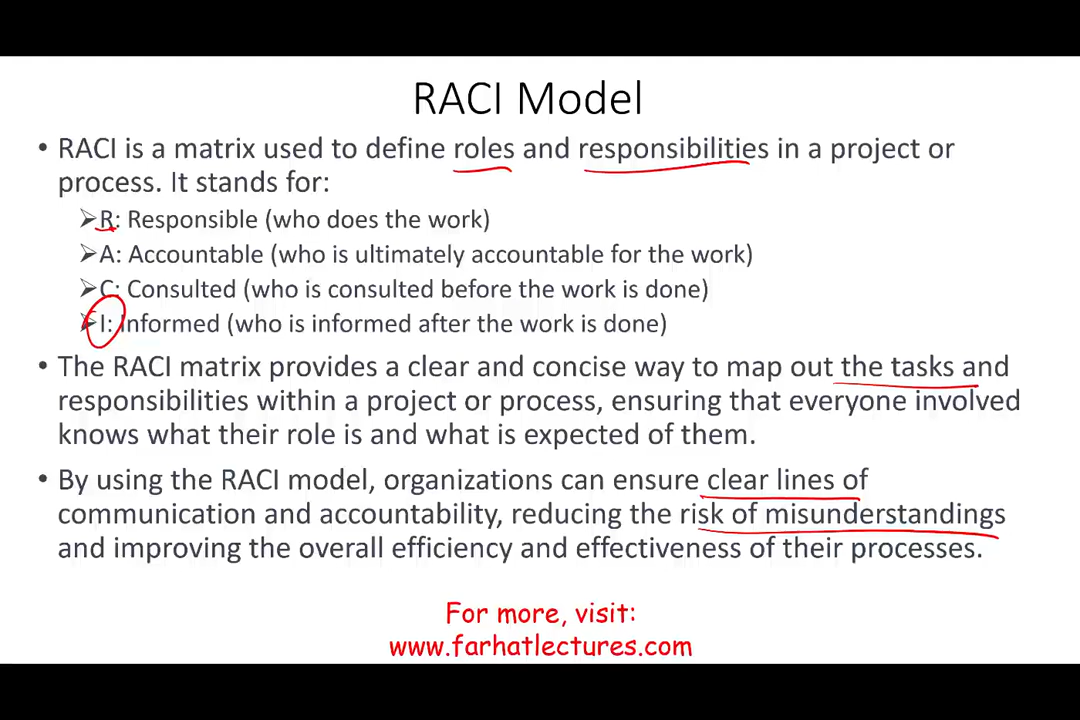 RACI Model
• RACI is a matrix used to define roles and responsibilities in a project or
process. It stands for:
➢R: Responsible (who does the work)
➢A: Accountable (who is ultimately accountable for the work)
➢C: Consulted (who is consulted before the work is done)
➢I: Informed (who is informed after the work is done)
• The RACI matrix provides a clear and concise way to map out the tasks and
responsibilities within a project or process, ensuring that everyone involved
knows what their role is and what is expected of them.
• By using the RACI model, organizations can ensure clear lines of
communication and accountability, reducing the risk of misunderstandings
and improving the overall efficiency and effectiveness of their processes.
For more, visit:
www.farhatlectures.com